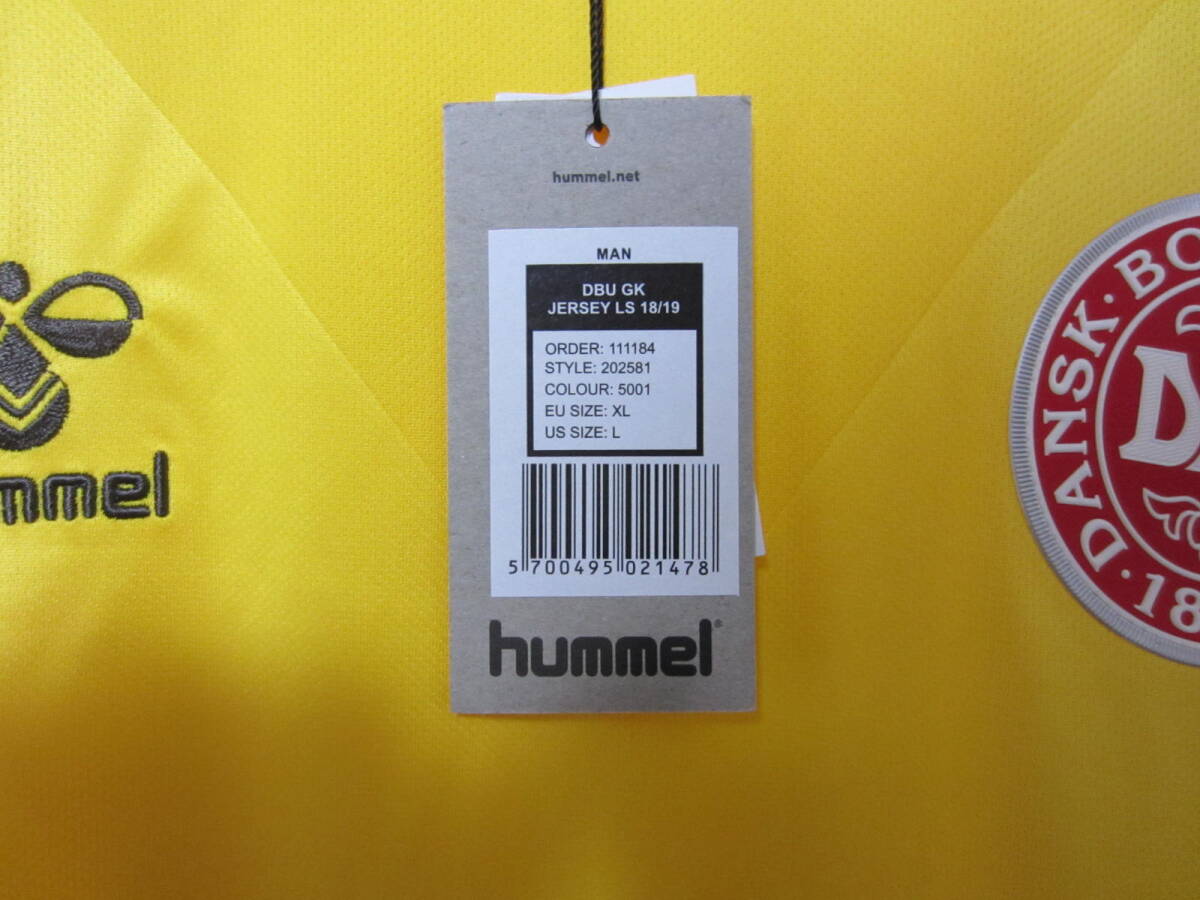 hummel.net
MAN
DBU GK
JERSEY LS 18/19
ORDER: 111184
STYLE: 202581
COLOUR: 5001
EU SIZE: XL
US SIZE: L
5 700495 021478
hummel®
mmel
DANSK · BO
· 18